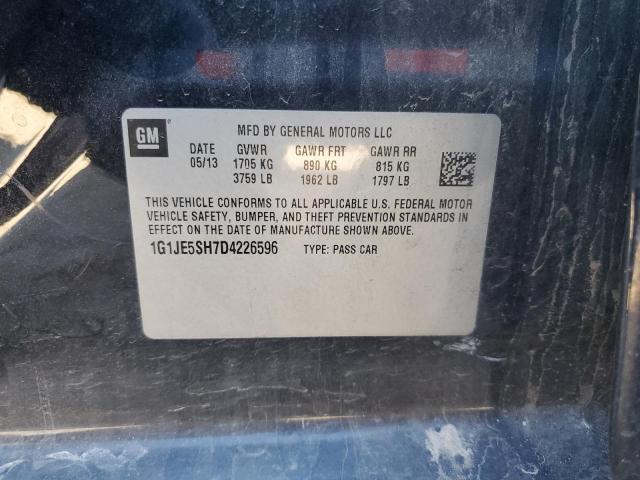 GM
MFD BY GENERAL MOTORS LLC
DATE GVWR GAWR FRT GAWR RR
05/13 1705 KG 890 KG 815 KG
3759 LB 1962 LB 1797 LB
THIS VEHICLE CONFORMS TO ALL APPLICABLE U.S. FEDERAL MOTOR
VEHICLE SAFETY, BUMPER, AND THEFT PREVENTION STANDARDS IN
EFFECT ON THE DATE OF MANUFACTURE SHOWN ABOVE.
1G1JE5SH7D4226596 TYPE: PASS CAR